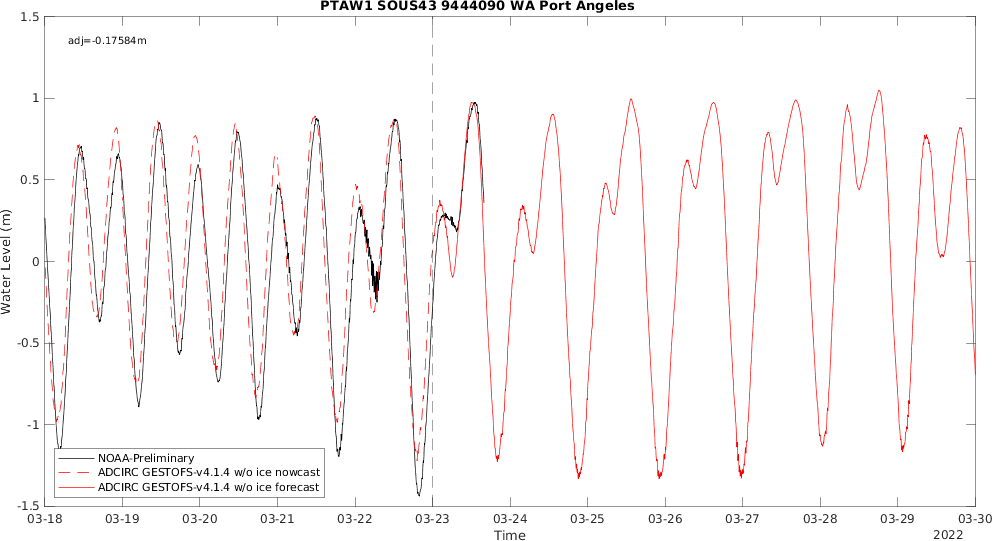 PTAW1 SOUS43 9444090 WA Port Angeles
adj=-0.17584m
1.5
1
0.5
0
-0.5
-1
-1.5
Water Level (m)
NOAA-Preliminary
ADCIRC GESTOFS-v4.1.4 w/o ice nowcast
ADCIRC GESTOFS-v4.1.4 w/o ice forecast
03-18 03-19 03-20 03-21 03-22 03-23 03-24 03-25 03-26 03-27 03-28 03-29 03-30
Time
2022